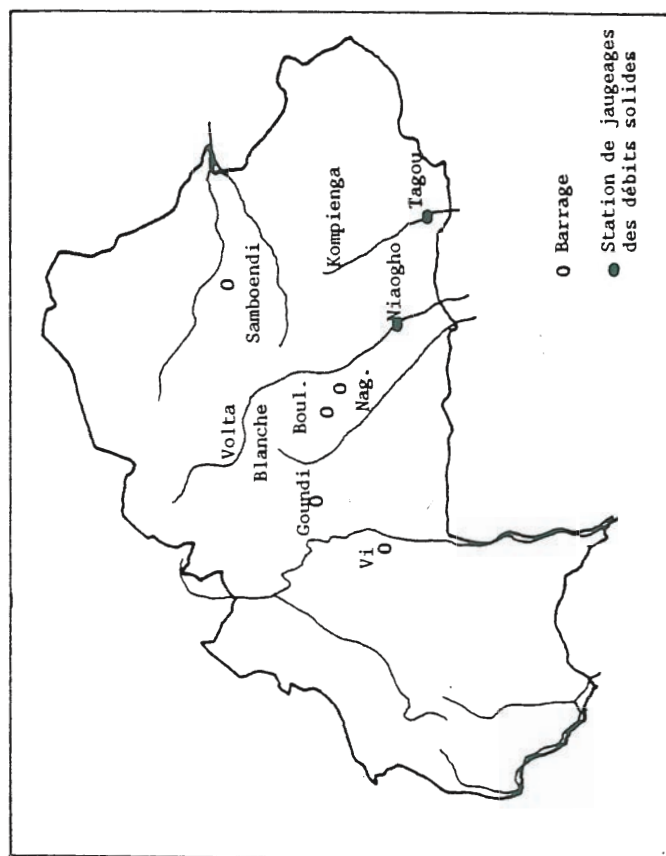 Samboendi
Kompienga
Tagou
Niaogho
Volta
Blanche
Boul.
Nag.
Goundi
Vi
O Barrage
● Station de jaugeages
des débits solides